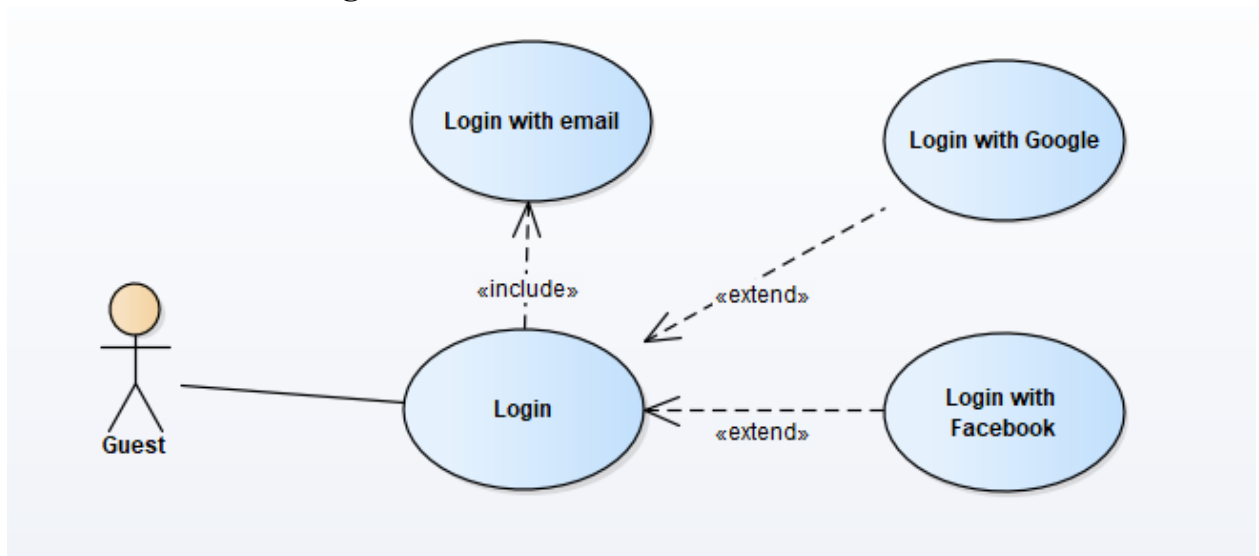 Login with email
Login with Google
«include»
«extend»
Guest
Login
«extend»
Login with
Facebook